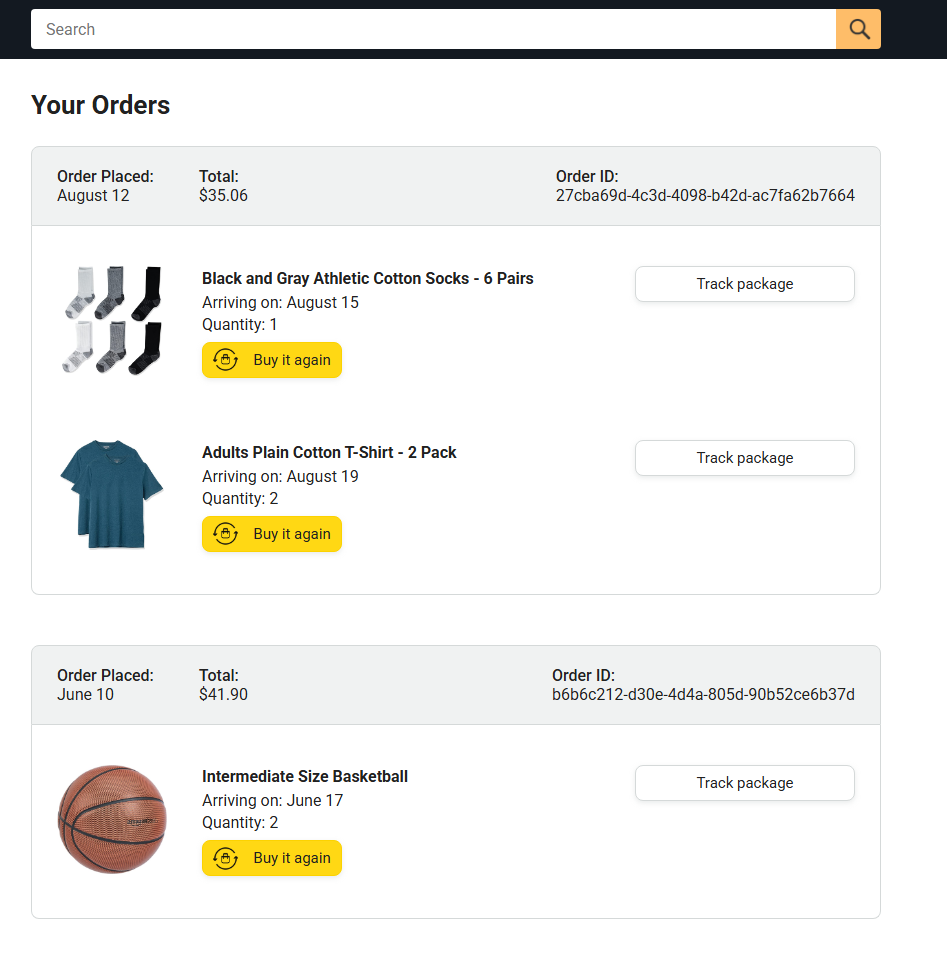 Search
Your Orders
Order Placed:
August 12
Total:
$35.06
Order ID:
27cba69d-4c3d-4098-b42d-ac7fa62b7664
Black and Gray Athletic Cotton Socks - 6 Pairs
Arriving on: August 15
Quantity: 1
Buy it again
Track package
Adults Plain Cotton T-Shirt - 2 Pack
Arriving on: August 19
Quantity: 2
Buy it again
Track package
Order Placed:
June 10
Total:
$41.90
Order ID:
b6b6c212-d30e-4d4a-805d-90b52ce6b37d
Intermediate Size Basketball
Arriving on: June 17
Quantity: 2
Buy it again
Track package